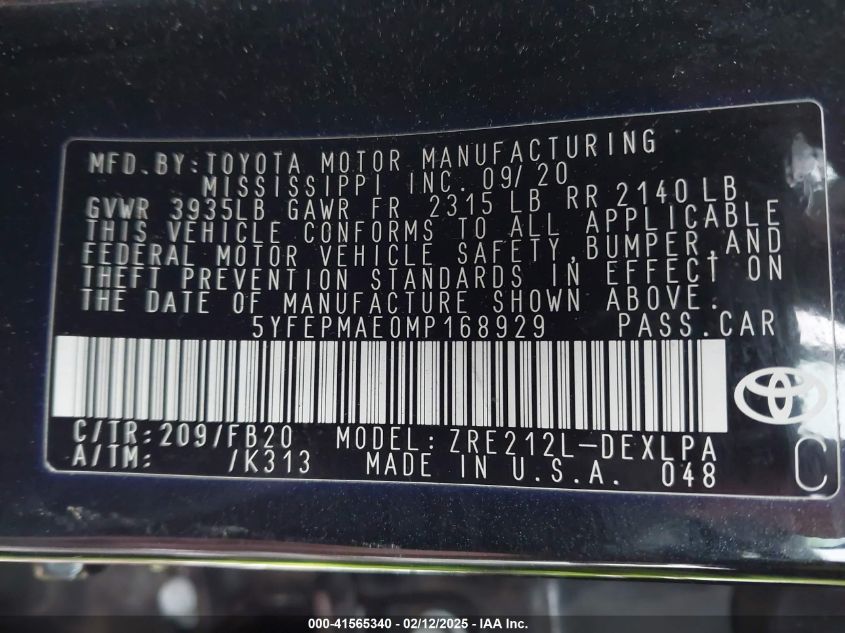 MFD.BY:TOYOTA MOTOR MANUFACTURING
MISSISSIPPI INC. 09/20
GVWR 3935LB GAWR FR 2315 LB RR 2140 LB
THIS VEHICLE CONFORMS TO ALL APPLICABLE
FEDERAL MOTOR VEHICLE SAFETY,BUMPER,AND
THEFT PREVENTION STANDARDS IN EFFECT ON
THE DATE OF MANUFACTURE SHOWN ABOVE.
5YFEPMAE0MP168929 PASS.CAR
C/TR:209/FB20 MODEL:ZRE212L-DEXLPA
A/TM: /K313 MADE IN U.S.A. 048
C
000-41565340 - 02/12/2025 - IAA Inc.